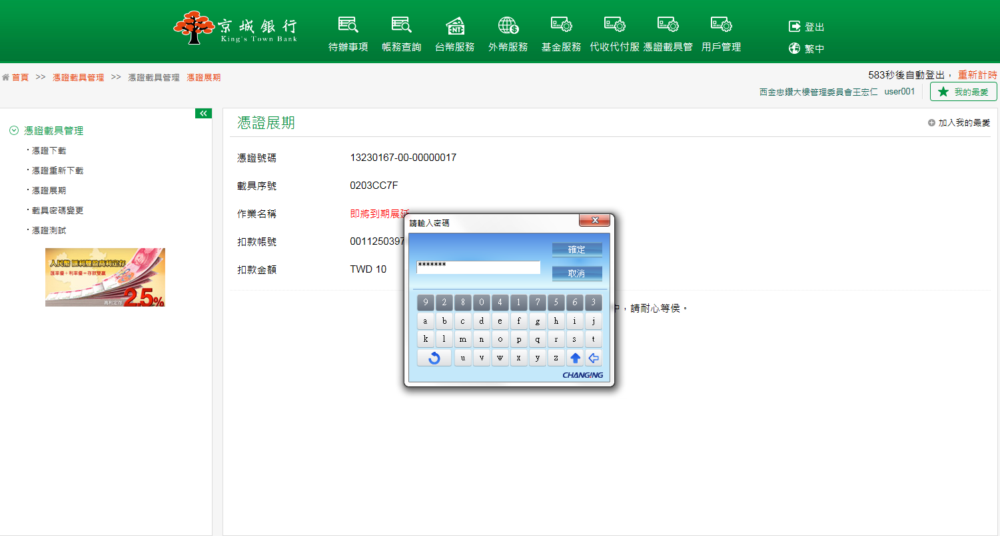 京城銀行
King's Town Bank
待辦事項 帳務查詢 台幣服務 外幣服務 基金服務 代收代付服 憑證載具管 用戶管理
NT
登出
繁中
首頁 >> 憑證載具管理 >> 憑證載具管理 憑證展期
583秒後自動登出， 重新計時
西金忠鑽大樓管理委員會王宏仁 user001 我的最愛
憑證載具管理
憑證下載
憑證重新下載
憑證展期
載具密碼變更
憑證測試
人民幣 匯利雙盈高利定存
匯率優+利率優=存款雙贏
高利定存 2.5%
憑證展期
加入我的最愛
憑證號碼 13230167-00-00000017
載具序號 0203CC7F
作業名稱 即將到期展延
扣款帳號 0011250397
扣款金額 TWD 10
中，請耐心等侯。
請輸入密碼
確定
*******
取消
9 2 8 0 4 1 7 5 6 3
a b c d e f g h i j
k l m n o p q r s t
u v w x y z
CHANGING